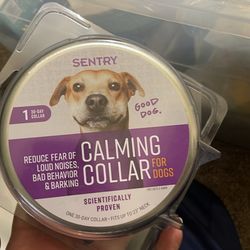 SENTRY
1 30-DAY
COLLAR
GOOD
DOG.
REDUCE FEAR OF
LOUD NOISES,
BAD BEHAVIOR
& BARKING
CALMING
COLLAR
FOR
DOGS
SCIENTIFICALLY
PROVEN
ONE 30-DAY COLLAR • FITS UP TO 23" NECK